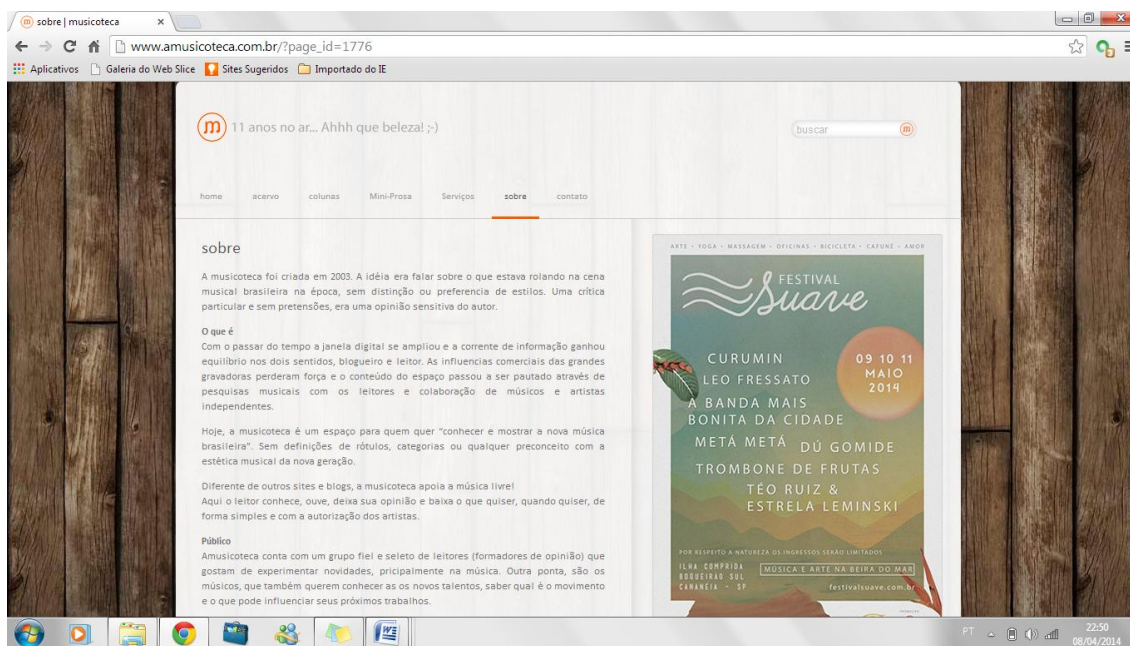 sobre | musicoteca
www.amusicoteca.com.br/?page_id=1776
Aplicativos Galeria do Web Slice Sites Sugeridos Importado do IE
m 11 anos no ar... Ahhh que beleza! ;-)
buscar m
home acervo colunas Mini-Prosa Serviços sobre contato
sobre
A musicoteca foi criada em 2003. A idéia era falar sobre o que estava rolando na cena
musical brasileira na época, sem distinção ou preferencia de estilos. Uma crítica
particular e sem pretensões, era uma opinião sensitiva do autor.
O que é
Com o passar do tempo a janela digital se ampliou e a corrente de informação ganhou
equilíbrio nos dois sentidos, blogueiro e leitor. As influencias comerciais das grandes
gravadoras perderam força e o conteúdo do espaço passou a ser pautado através de
pesquisas musicais com os leitores e colaboração de músicos e artistas
independentes.
Hoje, a musicoteca é um espaço para quem quer "conhecer e mostrar a nova música
brasileira". Sem definições de rótulos, categorias ou qualquer preconceito com a
estética musical da nova geração.
Diferente de outros sites e blogs, a musicoteca apoia a música livre!
Aqui o leitor conhece, ouve, deixa sua opinião e baixa o que quiser, quando quiser, de
forma simples e com a autorização dos artistas.
Público
Amusicoteca conta com um grupo fiel e seleto de leitores (formadores de opinião) que
gostam de experimentar novidades, pricipalmente na música. Outra ponta, são os
músicos, que também querem conhecer as os novos talentos, saber qual é o movimento
e o que pode influenciar seus próximos trabalhos.
ARTE • YOGA • MASSAGEM • OFICINAS • BICICLETA • CAFUNÉ • AMOR
FESTIVAL
Suave
CURUMIN
LEO FRESSATO
A BANDA MAIS
BONITA DA CIDADE
METÁ METÁ DÚ GOMIDE
TROMBONE DE FRUTAS
TÉO RUIZ &
ESTRELA LEMINSKI
09 10 11
MAIO
2014
POR RESPEITO A NATUREZA OS INGRESSOS SERÃO LIMITADOS
ILHA COMPRIDA
BOQUEIRÃO SUL
CANANÉIA - SP
MÚSICA E ARTE NA BEIRA DO MAR
festivalsuave.com.br
PT
22:50
08/04/2014